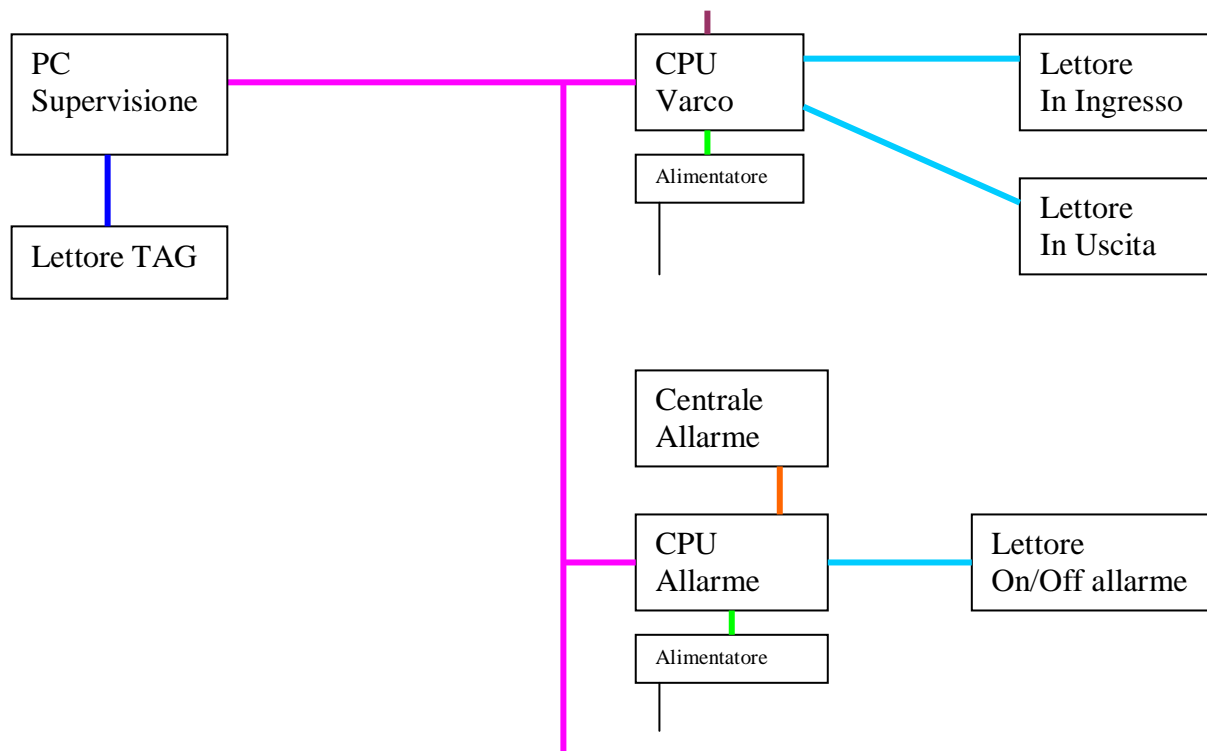 PC
Supervisione
CPU
Varco
Lettore
In Ingresso
Alimentatore
Lettore
In Uscita
Lettore TAG
Centrale
Allarme
CPU
Allarme
Lettore
On/Off allarme
Alimentatore